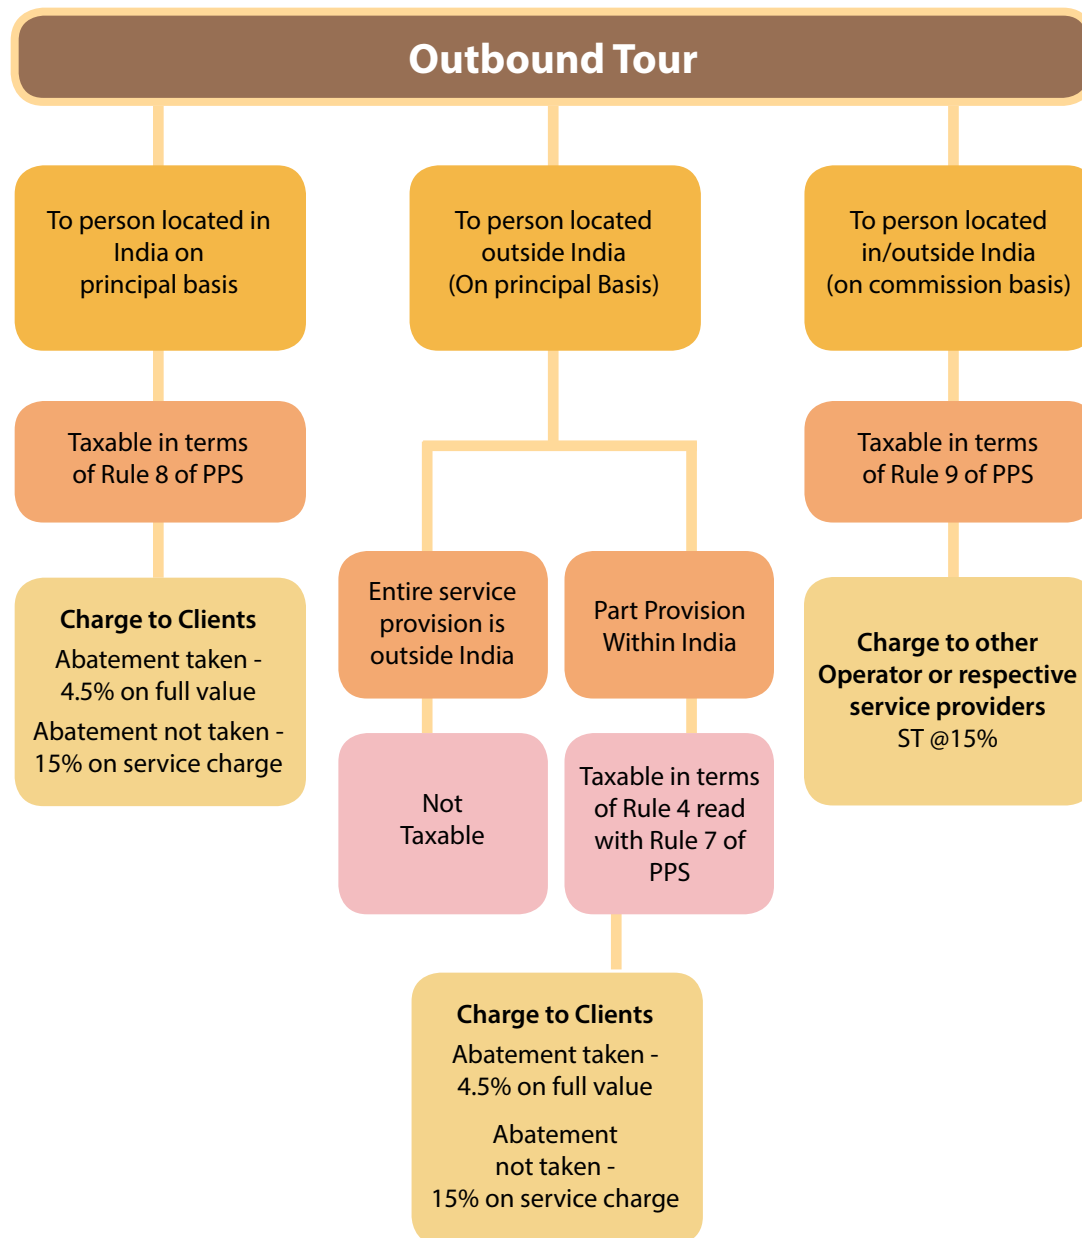 Outbound Tour
To person located in
India on
principal basis
To person located
outside India
(On principal Basis)
To person located
in/outside India
(on commission basis)
Taxable in terms
of Rule 8 of PPS
Taxable in terms
of Rule 9 of PPS
Entire service
provision is
outside India
Part Provision
Within India
Charge to Clients
Abatement taken -
4.5% on full value
Abatement not taken -
15% on service charge
Charge to other
Operator or respective
service providers
ST @15%
Not
Taxable
Taxable in terms
of Rule 4 read
with Rule 7 of
PPS
Charge to Clients
Abatement taken -
4.5% on full value
Abatement
not taken -
15% on service charge